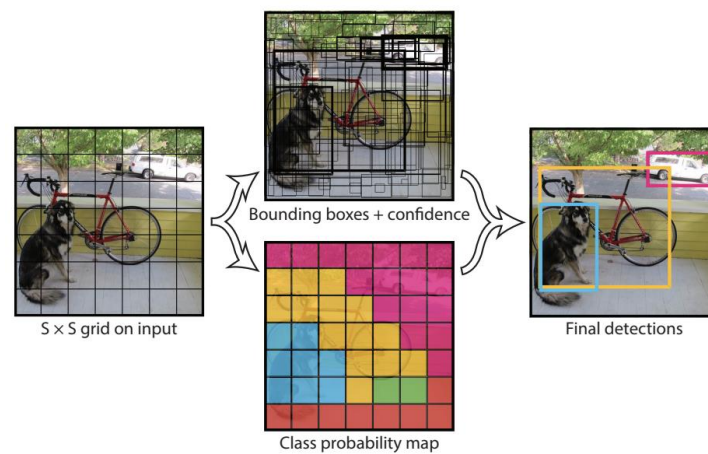 Bounding boxes + confidence
S × S grid on input
Final detections
Class probability map